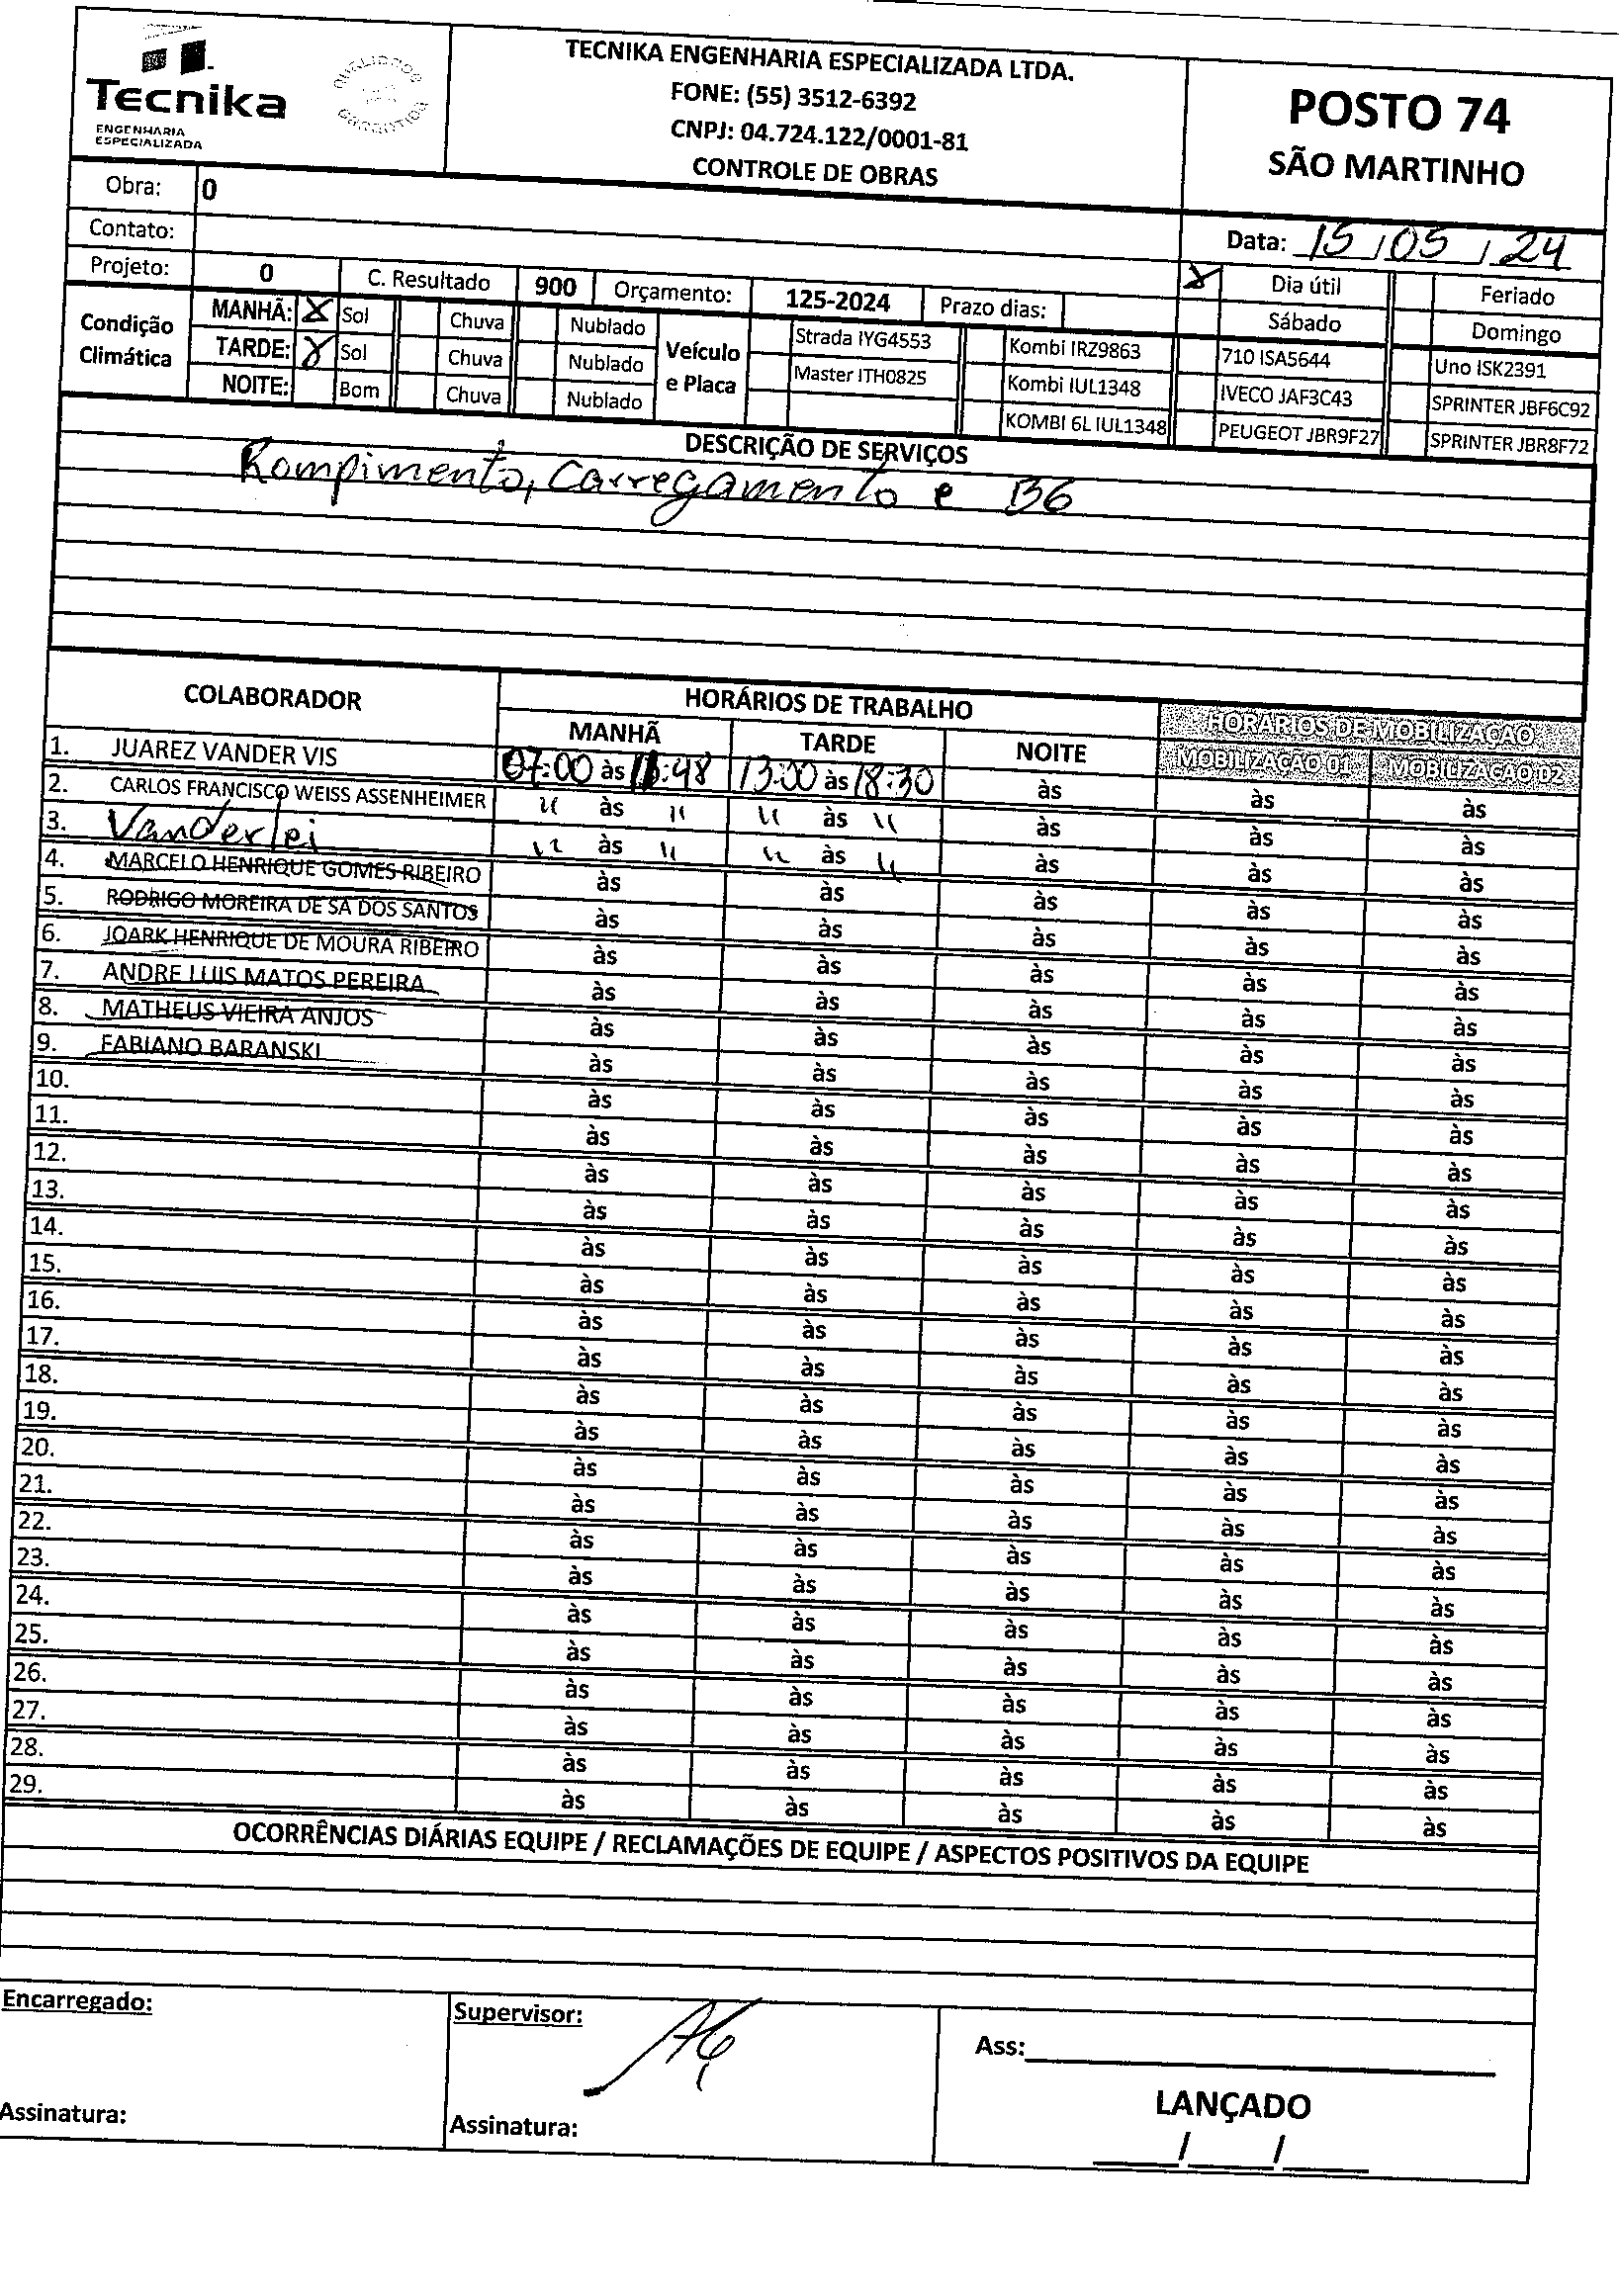 Tecnika
ENGENHARIA
ESPECIALIZADA
TECNIKA ENGENHARIA ESPECIALIZADA LTDA.
FONE: (55) 3512-6392
CNPJ: 04.724.122/0001-81
CONTROLE DE OBRAS
POSTO 74
SÃO MARTINHO
Obra: 0
Contato:
Data: 15/05/24
Projeto: 0 C. Resultado 900 Orçamento: 125-2024 Prazo dias:
X Dia útil Feriado
Sábado Domingo
Condição Climática
MANHÃ: X Sol Chuva Nublado
TARDE: X Sol Chuva Nublado
NOITE: Bom Chuva Nublado
Veículo e Placa
Strada IYG4553 Kombi IRZ9863 710 ISA5644 Uno ISK2391
Master ITH0825 Kombi IUL1348 IVECO JAF3C43 SPRINTER JBF6C92
KOMBI 6L IUL1348 PEUGEOT JBR9F27 SPRINTER JBR8F72
DESCRIÇÃO DE SERVIÇOS
Rompimento, Carregamento e B6
COLABORADOR HORÁRIOS DE TRABALHO HORÁRIOS DE MOBILIZAÇÃO
MANHÃ TARDE NOITE MOBILIZAÇÃO 01 MOBILIZAÇÃO 02
1. JUAREZ VANDER VIS 07:00 às 11:48 13:00 às 18:30 às às às
2. CARLOS FRANCISCO WEISS ASSENHEIMER " às " " às " às às às
3. Vanderlei " às " " às " às às às
4. MARCELO HENRIQUE GOMES RIBEIRO às às às às às
5. RODRIGO MOREIRA DE SA DOS SANTOS às às às às às
6. JOARK HENRIQUE DE MOURA RIBEIRO às às às às às
7. ANDRE LUIS MATOS PEREIRA às às às às às
8. MATHEUS VIEIRA ANJOS às às às às às
9. FABIANO BARANSKI às às às às às
10. às às às às às
11. às às às às às
12. às às às às às
13. às às às às às
14. às às às às às
15. às às às às às
16. às às às às às
17. às às às às às
18. às às às às às
19. às às às às às
20. às às às às às
21. às às às às às
22. às às às às às
23. às às às às às
24. às às às às às
25. às às às às às
26. às às às às às
27. às às às às às
28. às às às às às
29. às às às às às
OCORRÊNCIAS DIÁRIAS EQUIPE / RECLAMAÇÕES DE EQUIPE / ASPECTOS POSITIVOS DA EQUIPE
Encarregado:
Assinatura:
Supervisor:
Assinatura:
Ass:
LANÇADO
/ /